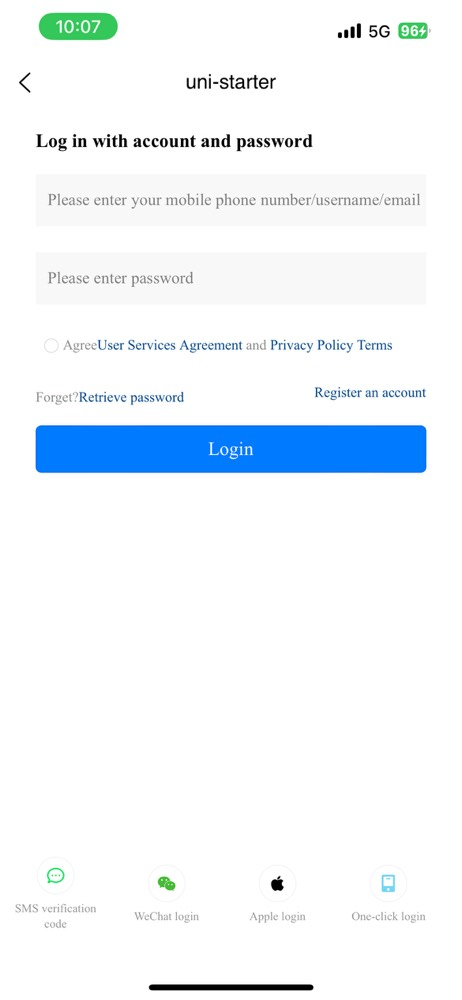 10:07
5G
96
uni-starter
Log in with account and password
Please enter your mobile phone number/username/email
Please enter password
AgreeUser Services Agreement and Privacy Policy Terms
Forget?Retrieve password
Register an account
Login
SMS verification
code
WeChat login
Apple login
One-click login